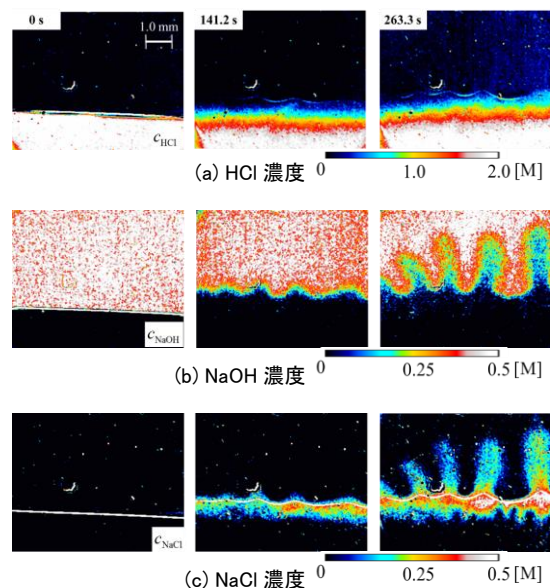 0 s
1.0 mm
141.2 s
263.3 s
cHCl
(a) HCl 濃度
0 1.0 2.0 [M]
cNaOH
(b) NaOH 濃度
0 0.25 0.5 [M]
cNaCl
(c) NaCl 濃度
0 0.25 0.5 [M]